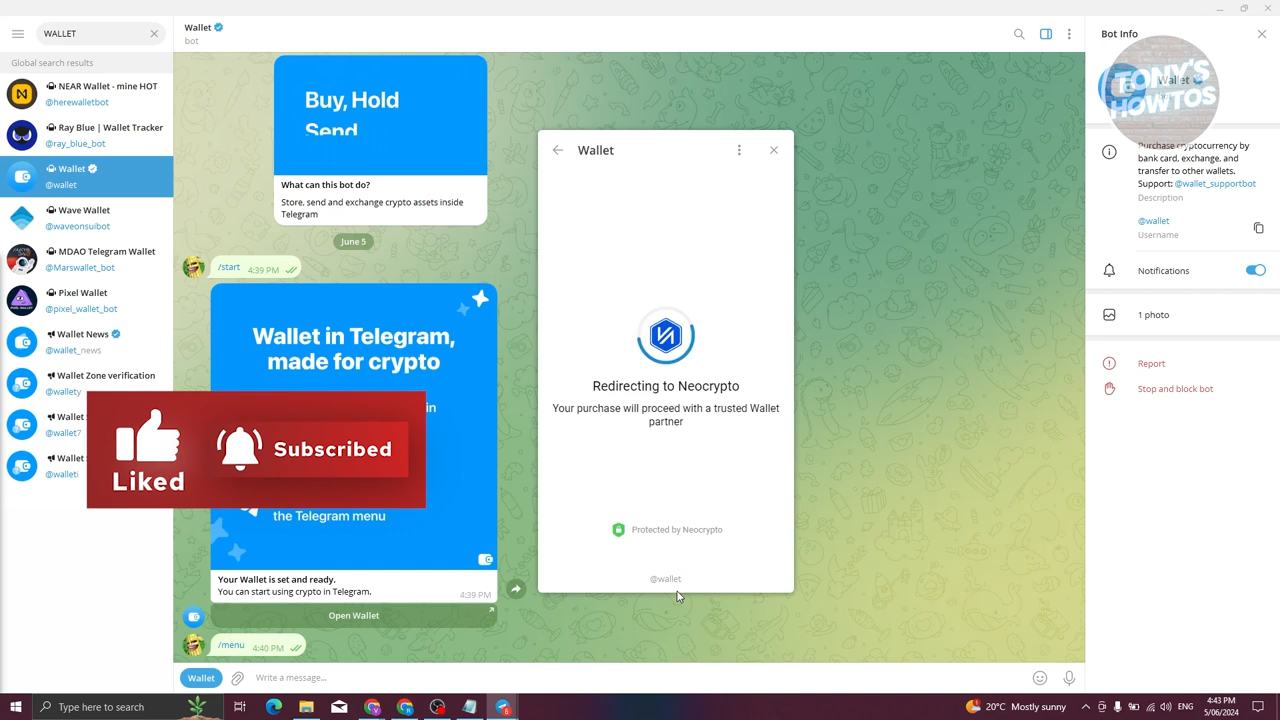 WALLET
Global search results
NEAR Wallet - mine HOT
@herewalletbot
Ray Blue | Wallet Tracker
@ray_blue_bot
Wallet
@wallet
Wave Wallet
@waveonsuibot
MDAO Telegram Wallet
@Marswallet_bot
Pixel Wallet
@pixel_wallet_bot
Wallet News
@wallet_news
Wallet Zone verification
Wallet
Wallet
Liked
Subscribed
Wallet
bot
Buy, Hold
Send
What can this bot do?
Store, send and exchange crypto assets inside
Telegram
June 5
/start
4:39 PM
Wallet in Telegram,
made for crypto
in
the Telegram menu
Your Wallet is set and ready.
You can start using crypto in Telegram.
4:39 PM
Open Wallet
/menu
4:40 PM
Wallet
Write a message...
Wallet
Redirecting to Neocrypto
Your purchase will proceed with a trusted Wallet
partner
Protected by Neocrypto
@wallet
Bot Info
Wallet
TONY'S
HOWTOS
Purchase cryptocurrency by
bank card, exchange, and
transfer to other wallets.
Support: @wallet_supportbot
Description
@wallet
Username
Notifications
1 photo
Report
Stop and block bot
Type here to search
20°C Mostly sunny
ENG
4:43 PM
5/06/2024